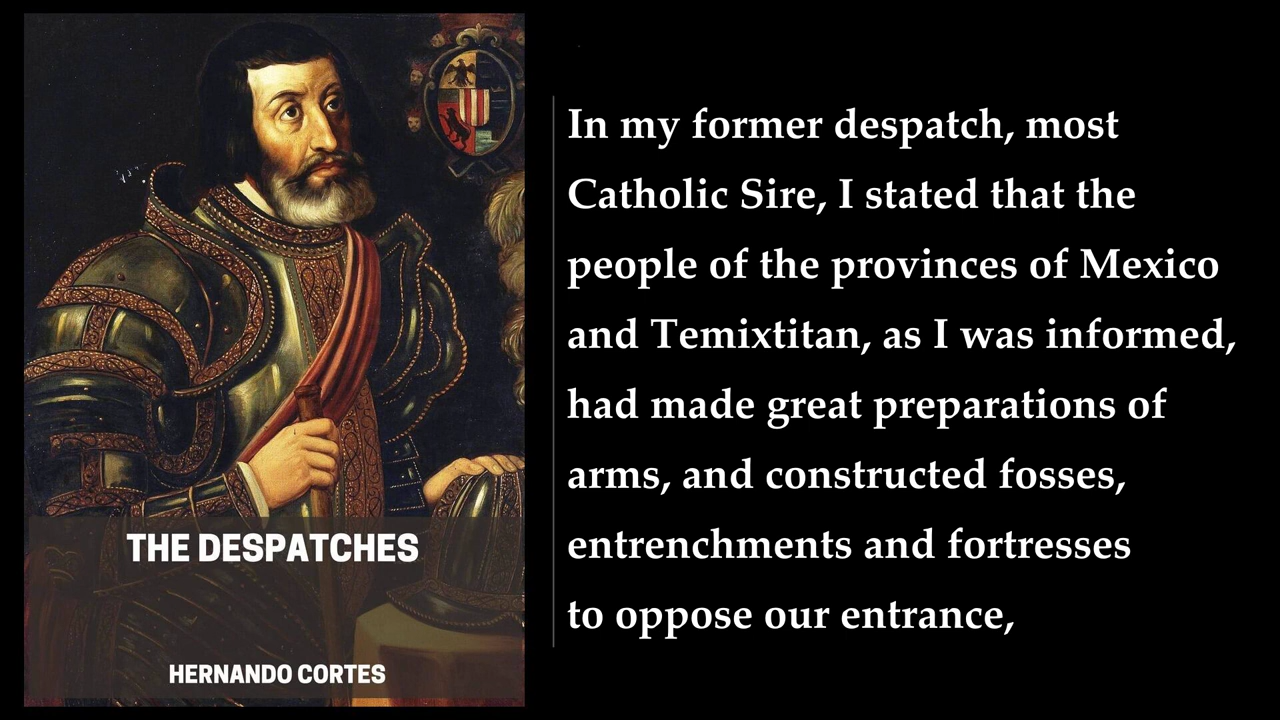 THE DESPATCHES
HERNANDO CORTES
In my former despatch, most
Catholic Sire, I stated that the
people of the provinces of Mexico
and Temixtitan, as I was informed,
had made great preparations of
arms, and constructed fosses,
entrenchments and fortresses
to oppose our entrance,